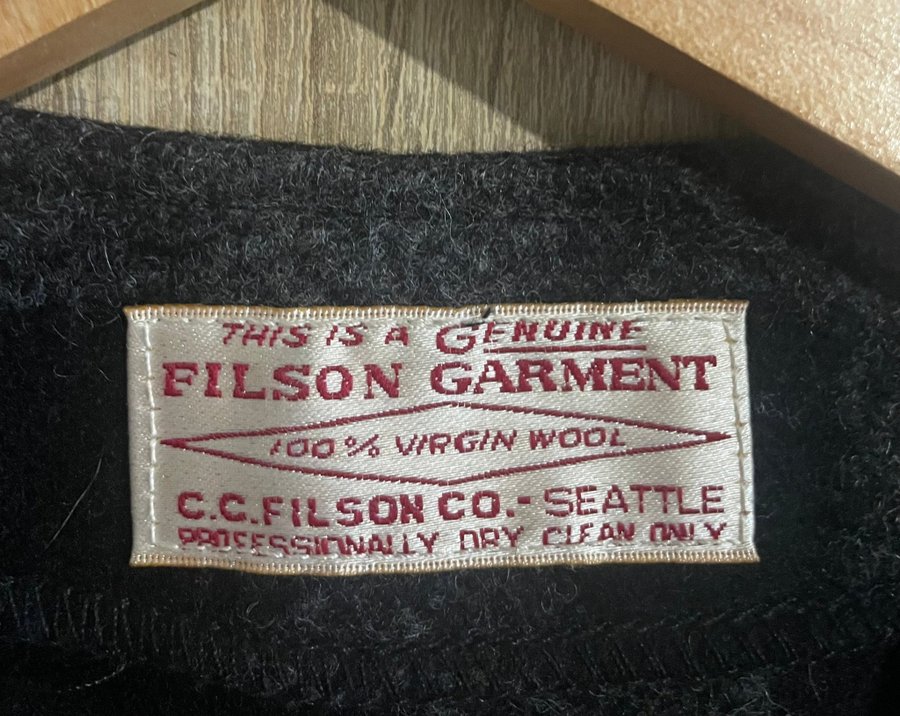 THIS IS A GENUINE
FILSON GARMENT
100% VIRGIN WOOL
C.C. FILSON CO. - SEATTLE
PROFESSIONALLY DRY CLEAN ONLY